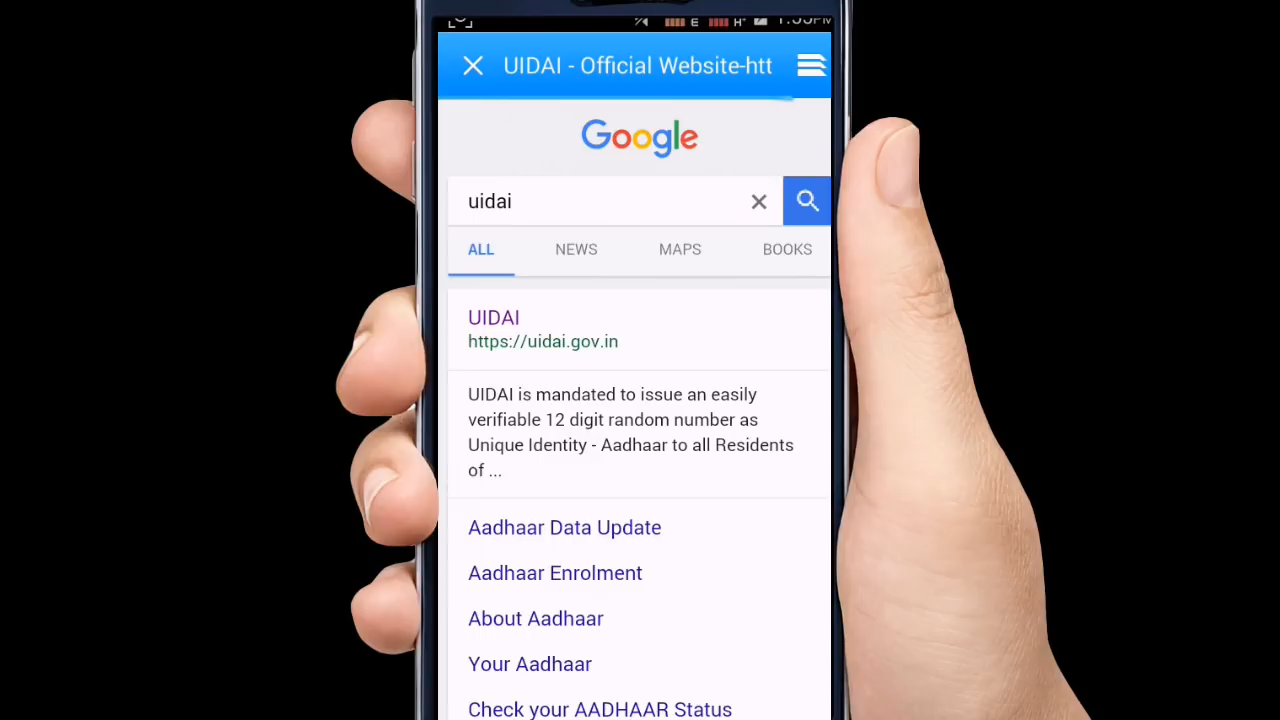 E H+ 1:55PM
UIDAI - Official Website-htt
Google
uidai
ALL NEWS MAPS BOOKS
UIDAI
https://uidai.gov.in
UIDAI is mandated to issue an easily
verifiable 12 digit random number as
Unique Identity - Aadhaar to all Residents
of ...
Aadhaar Data Update
Aadhaar Enrolment
About Aadhaar
Your Aadhaar
Check your AADHAAR Status